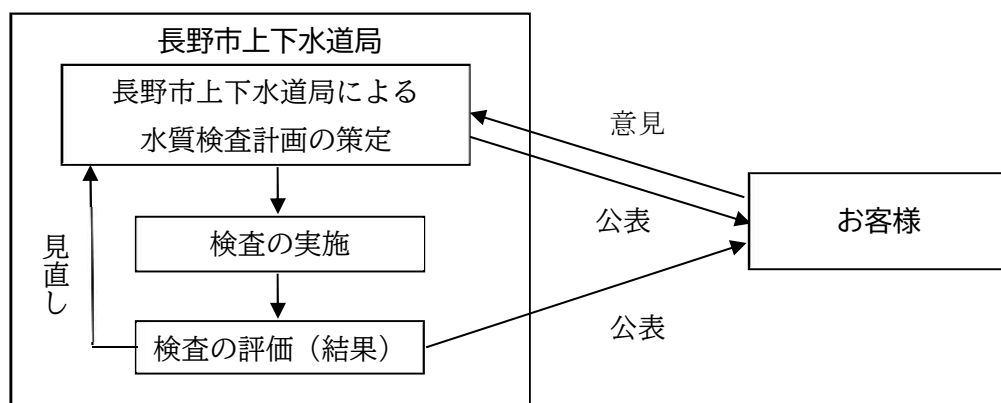 長野市上下水道局
長野市上下水道局による
水質検査計画の策定
意見
公表
お客様
検査の実施
見直し
検査の評価（結果）
公表